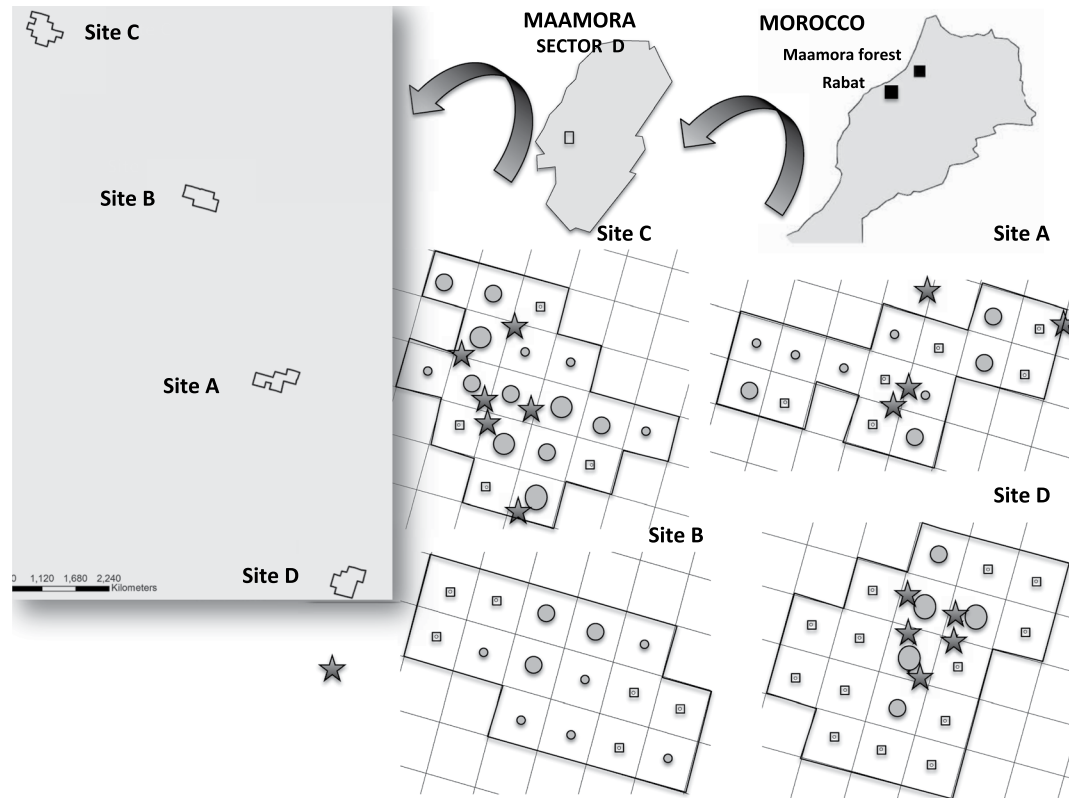 Site C
MAAMORA
SECTOR D
MOROCCO
Maamora forest
Rabat
Site B
Site C
Site A
Site A
Site D
Site B
Site D
0 1,120 1,680 2,240
Kilometers